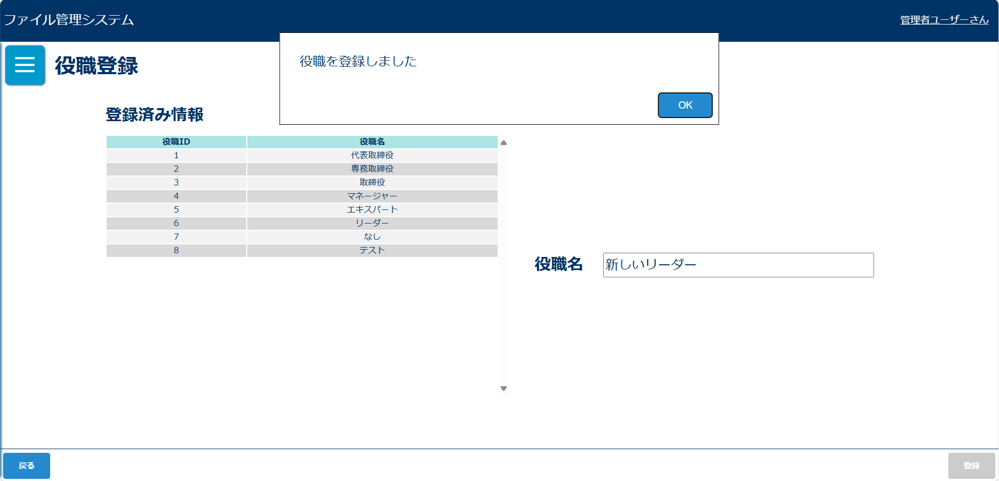 ファイル管理システム
管理者ユーザーさん
役職を登録しました
OK
役職登録
登録済み情報
役職ID 役職名
1 代表取締役
2 専務取締役
3 取締役
4 マネージャー
5 エキスパート
6 リーダー
7 なし
8 テスト
役職名 新しいリーダー
戻る
登録